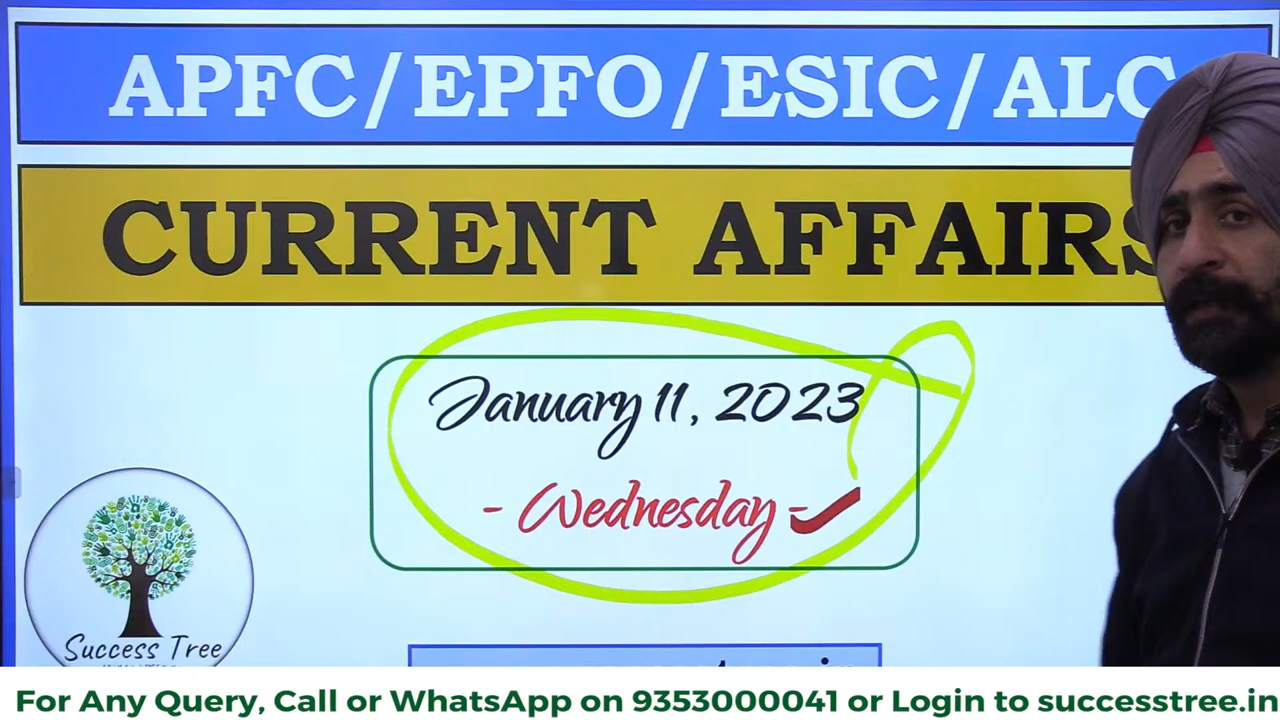 APFC/EPFO/ESIC/ALC
CURRENT AFFAIRS
January 11, 2023
- Wednesday -
Success Tree
For Any Query, Call or WhatsApp on 9353000041 or Login to successtree.in